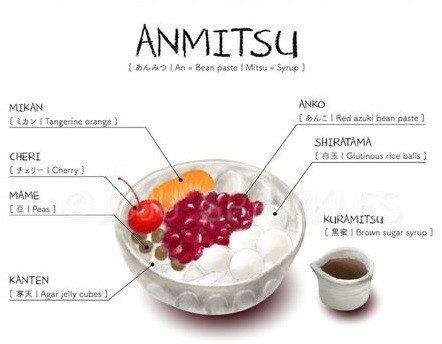 ANMITSU
[ あんみつ | An = Bean paste | Mitsu = Syrup ]
MIKAN
[ ミカン | Tangerine orange ]
CHERI
[ チェリー | Cherry ]
MAME
[ 豆 | Peas ]
KANTEN
[ 寒天 | Agar jelly cubes ]
ANKO
[ あんこ | Red azuki bean paste ]
SHIRATAMA
[ 白玉 | Glutinous rice balls ]
KURAMITSU
[ 黒蜜 | Brown sugar syrup ]